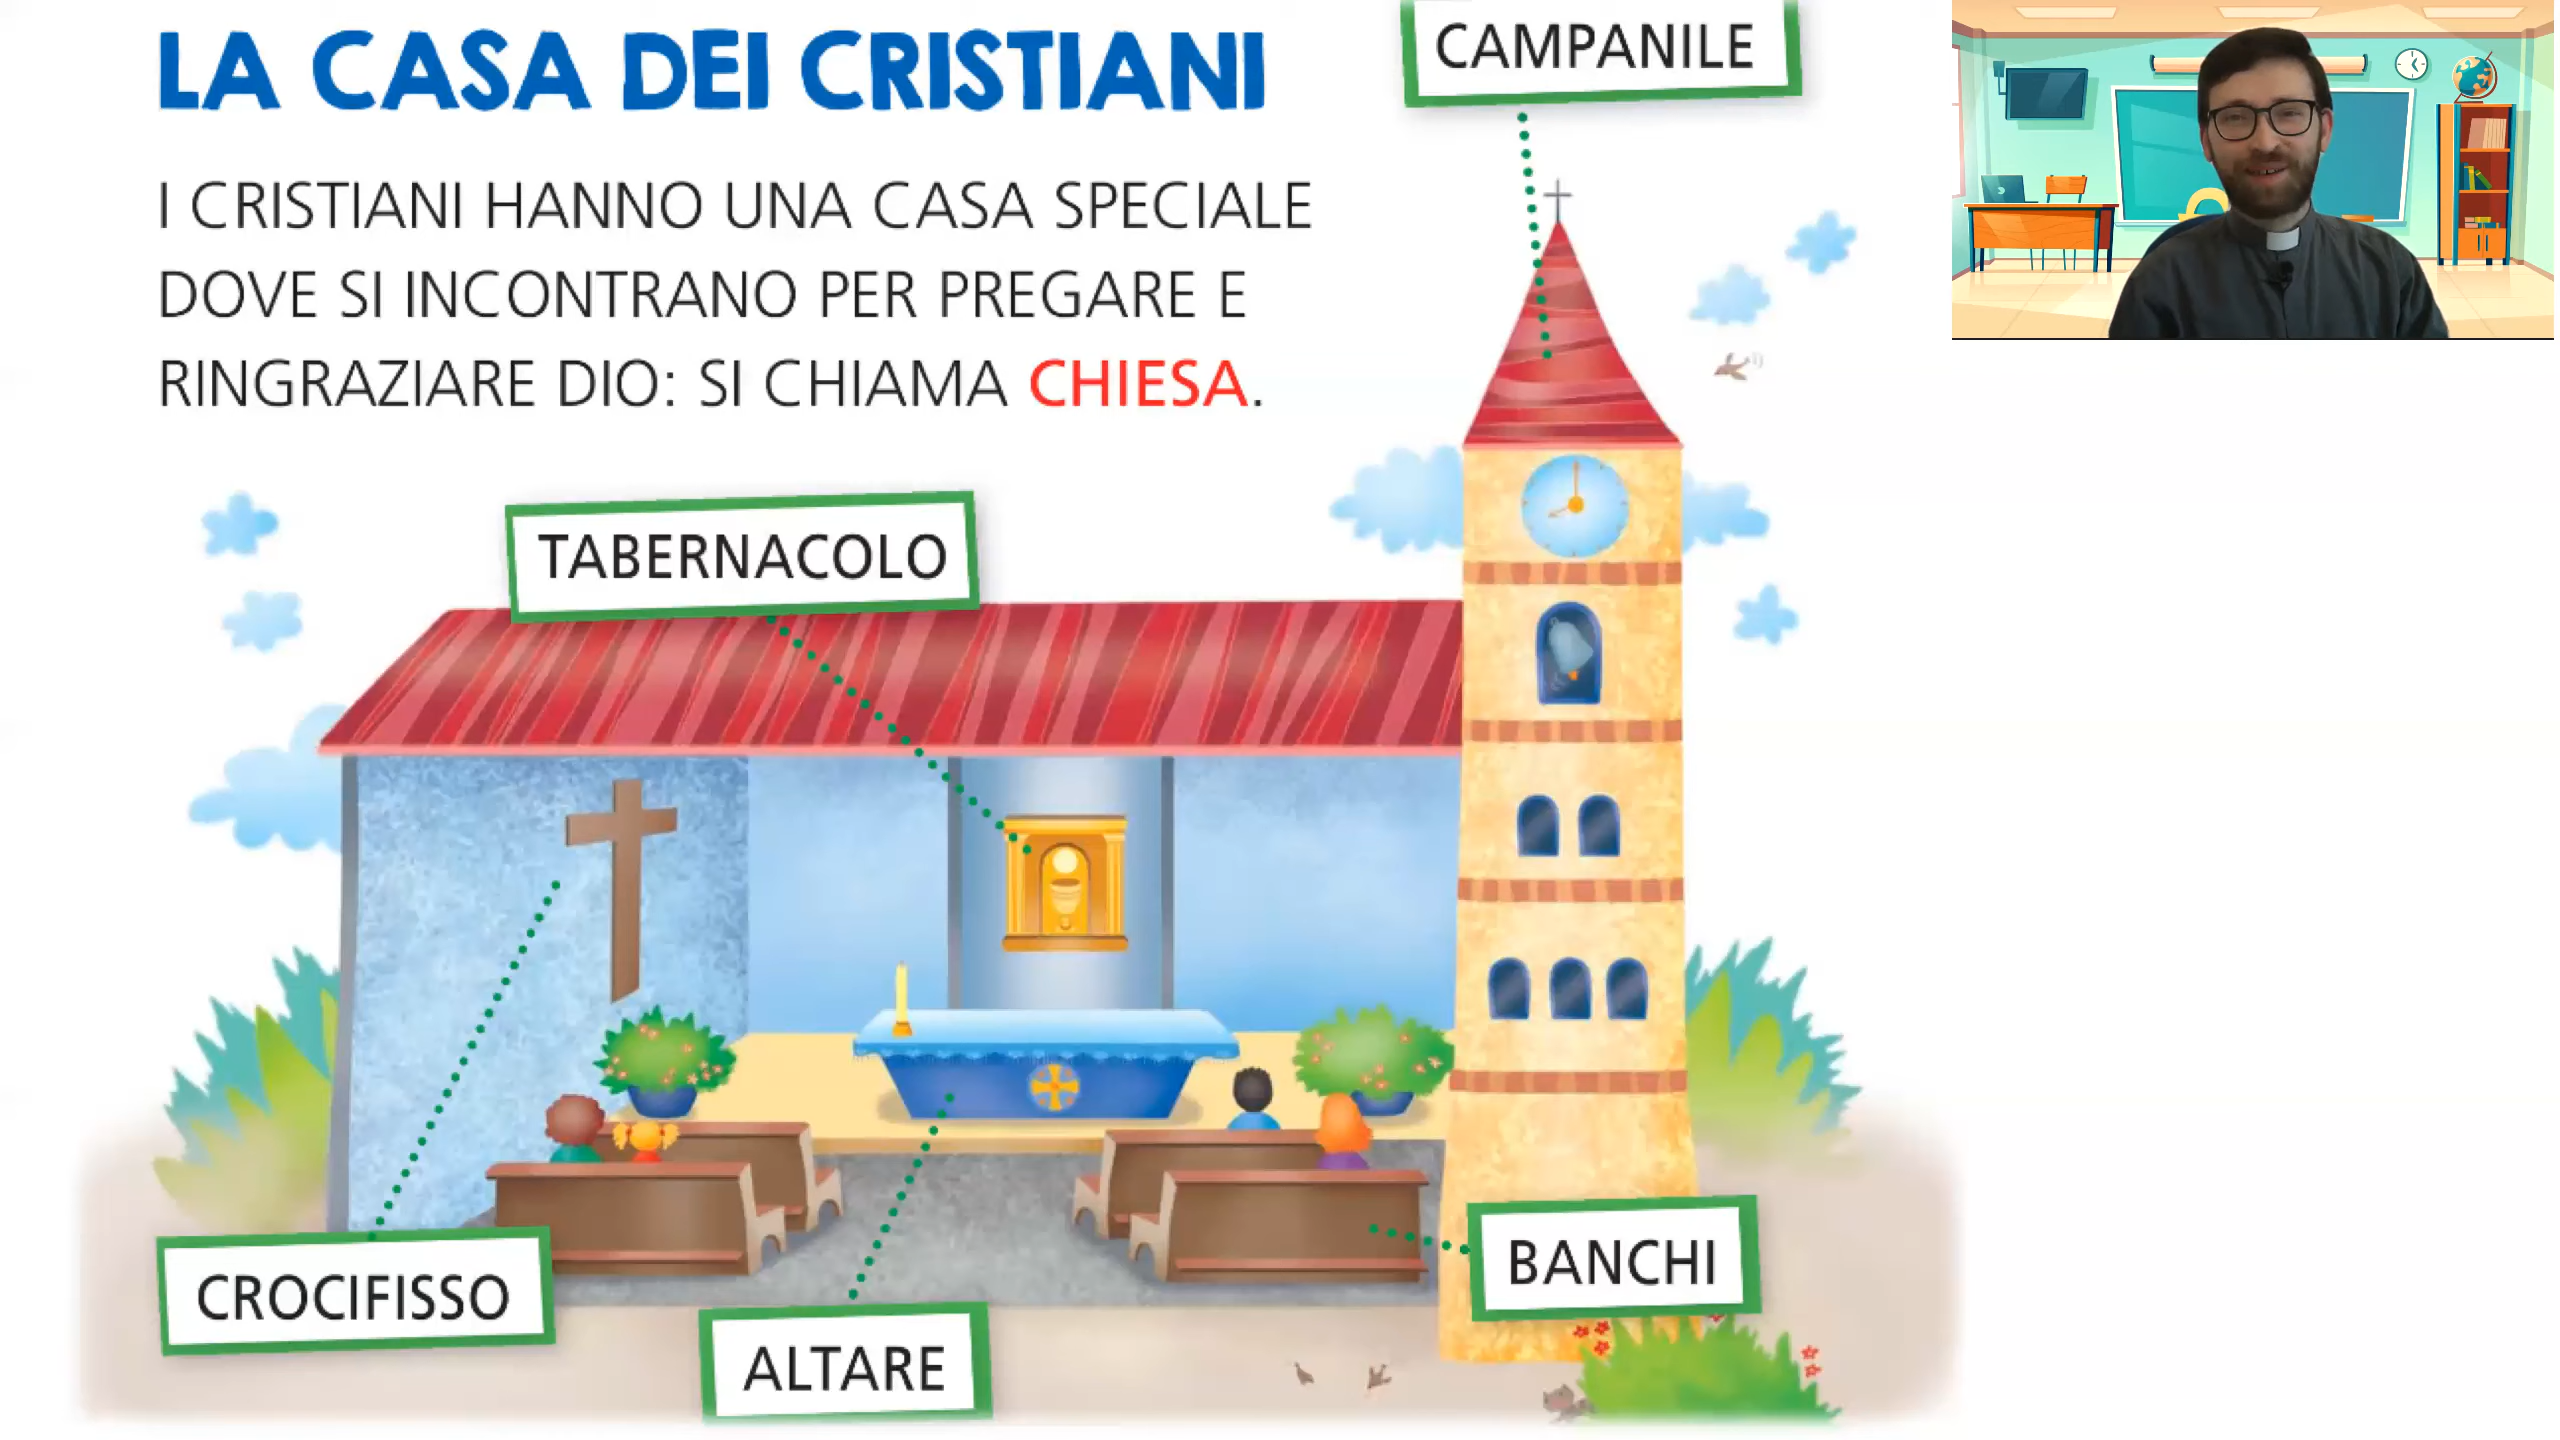 LA CASA DEI CRISTIANI
CAMPANILE
I CRISTIANI HANNO UNA CASA SPECIALE
DOVE SI INCONTRANO PER PREGARE E
RINGRAZIARE DIO: SI CHIAMA CHIESA.
TABERNACOLO
CROCIFISSO
ALTARE
BANCHI